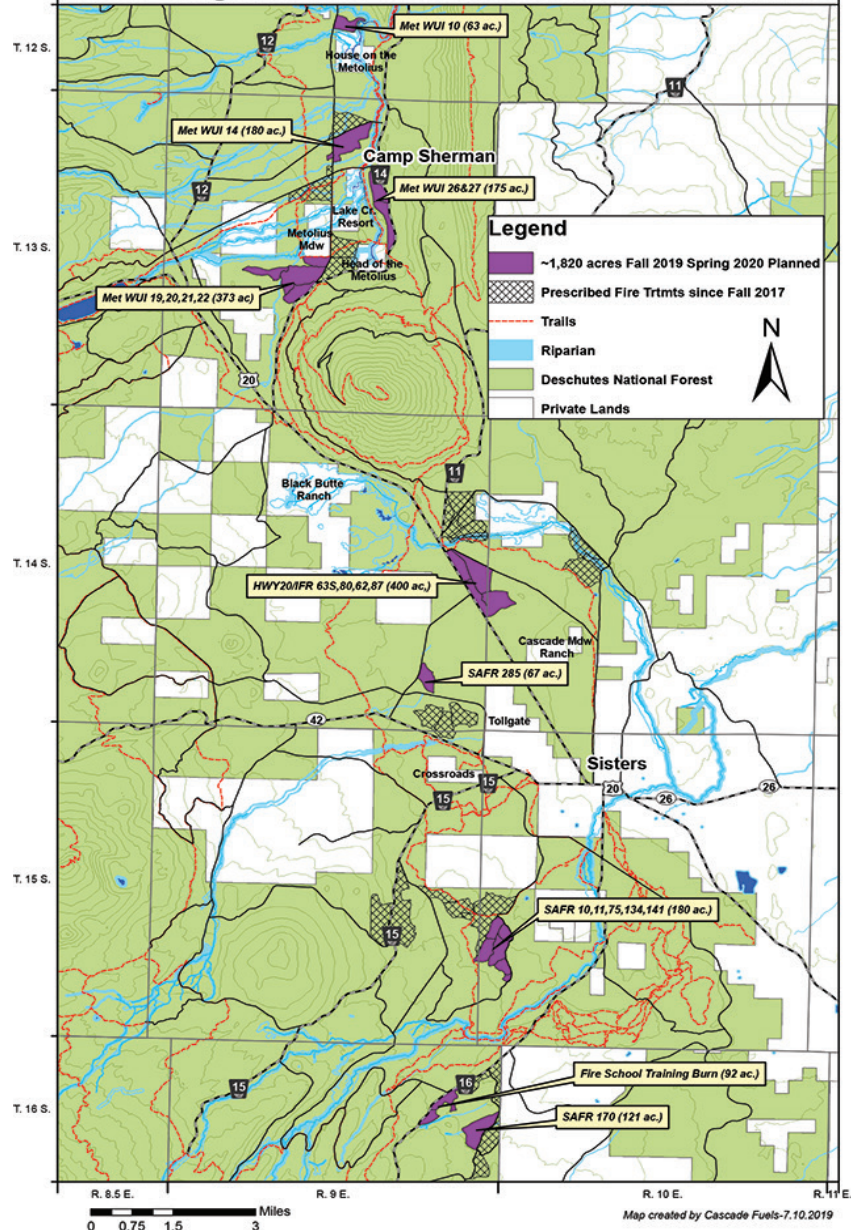 T. 12 S.
12
Met WUI 10 (63 ac.)
House on the
Metolius
11
Met WUI 14 (180 ac.)
Camp Sherman
14
12
Met WUI 26&27 (175 ac.)
Lake Cr.
Resort
Metolius
Mdw
T. 13 S.
Head of the
Metolius
Met WUI 19,20,21,22 (373 ac)
20
Legend
~1,820 acres Fall 2019 Spring 2020 Planned
Prescribed Fire Trtmts since Fall 2017
Trails
Riparian
Deschutes National Forest
Private Lands
N
11
Black Butte
Ranch
T. 14 S.
HWY20/IFR 63S,80,62,87 (400 ac,)
Cascade Mdw
Ranch
SAFR 285 (67 ac.)
42
Tollgate
Sisters
Crossroads
15
15
20
26
26
T. 15 S.
SAFR 10,11,75,134,141 (180 ac.)
15
Fire School Training Burn (92 ac.)
16
15
T. 16 S.
SAFR 170 (121 ac.)
R. 8.5 E.
R. 9 E.
R. 10 E.
R. 11 E.
Miles
0 0.75 1.5 3
Map created by Cascade Fuels-7.10.2019